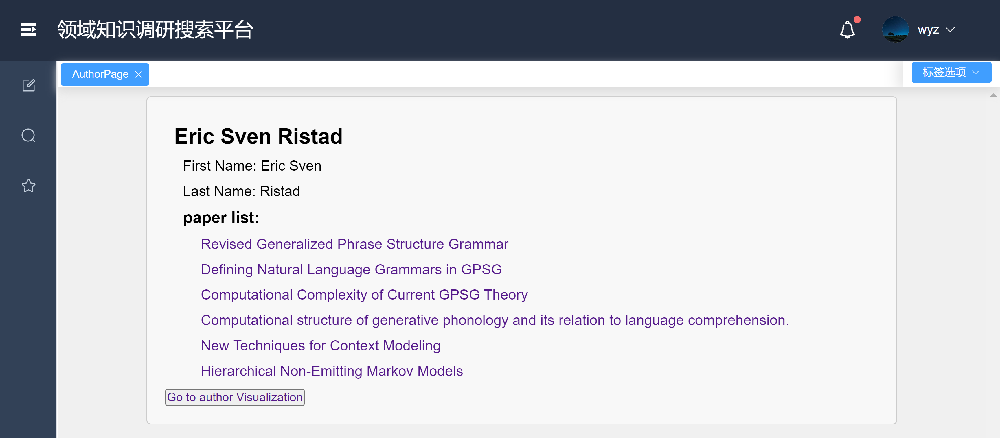 领域知识调研搜索平台
wyz
AuthorPage
标签选项
Eric Sven Ristad
First Name: Eric Sven
Last Name: Ristad
paper list:
Revised Generalized Phrase Structure Grammar
Defining Natural Language Grammars in GPSG
Computational Complexity of Current GPSG Theory
Computational structure of generative phonology and its relation to language comprehension.
New Techniques for Context Modeling
Hierarchical Non-Emitting Markov Models
Go to author Visualization